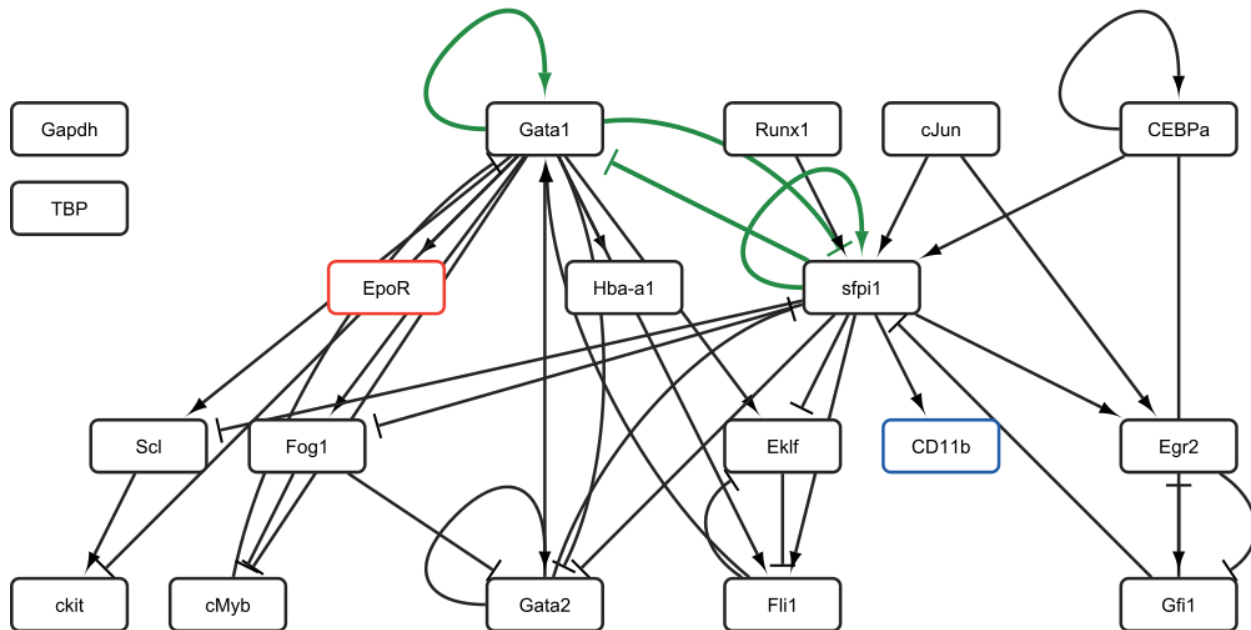 Gapdh
Gata1
Runx1
cJun
CEBPa
TBP
EpoR
Hba-a1
sfpi1
Scl
Fog1
Eklf
CD11b
Egr2
ckit
cMyb
Gata2
Fli1
Gfi1